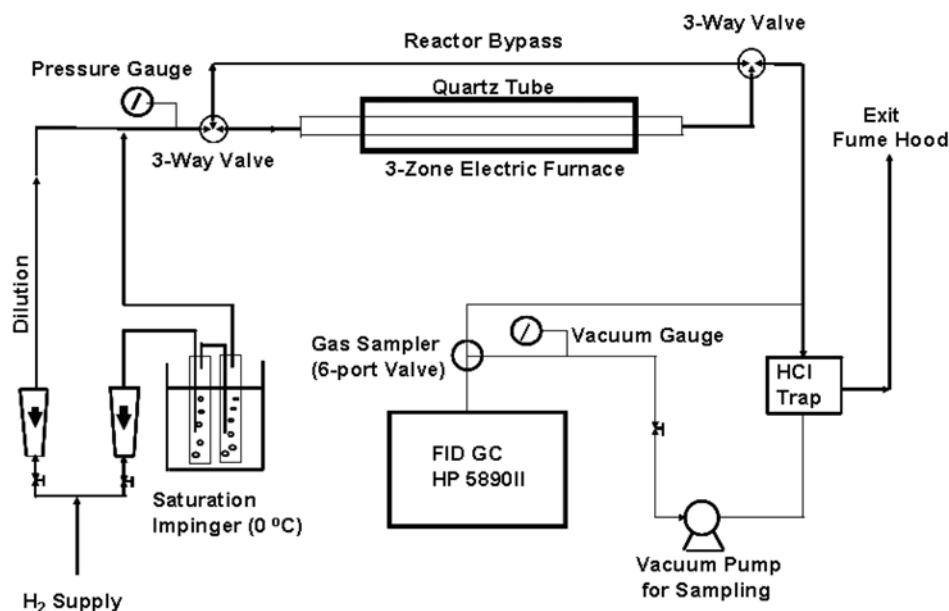 3-Way Valve
Reactor Bypass
Pressure Gauge
Quartz Tube
Exit
Fume Hood
3-Way Valve
3-Zone Electric Furnace
Dilution
Gas Sampler
(6-port Valve)
Vacuum Gauge
HCl
Trap
FID GC
HP 5890II
Saturation
Impinger (0 ºC)
Vacuum Pump
for Sampling
H₂ Supply